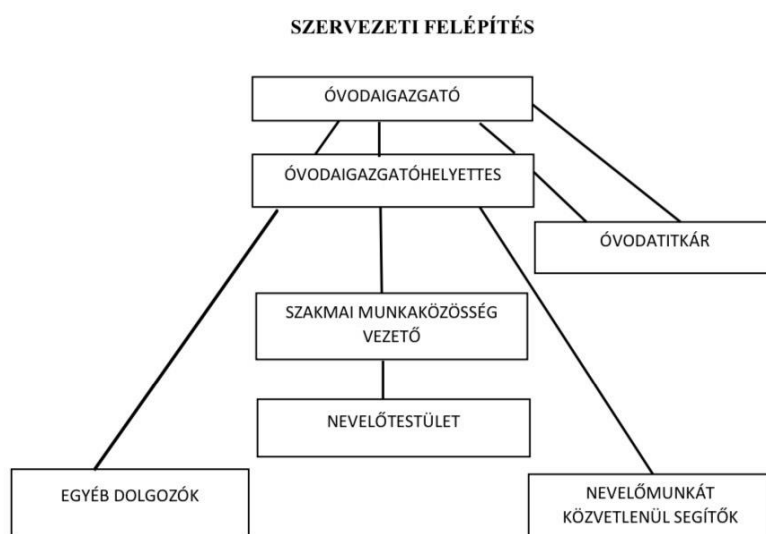 SZERVEZETI FELÉPÍTÉS
ÓVODAIGAZGATÓ
ÓVODAIGAZGATÓHELYETTES
ÓVODATITKÁR
SZAKMAI MUNKAKÖZÖSSÉG
VEZETŐ
NEVELŐTESTÜLET
EGYÉB DOLGOZÓK
NEVELŐMUNKÁT
KÖZVETLENÜL SEGÍTŐK